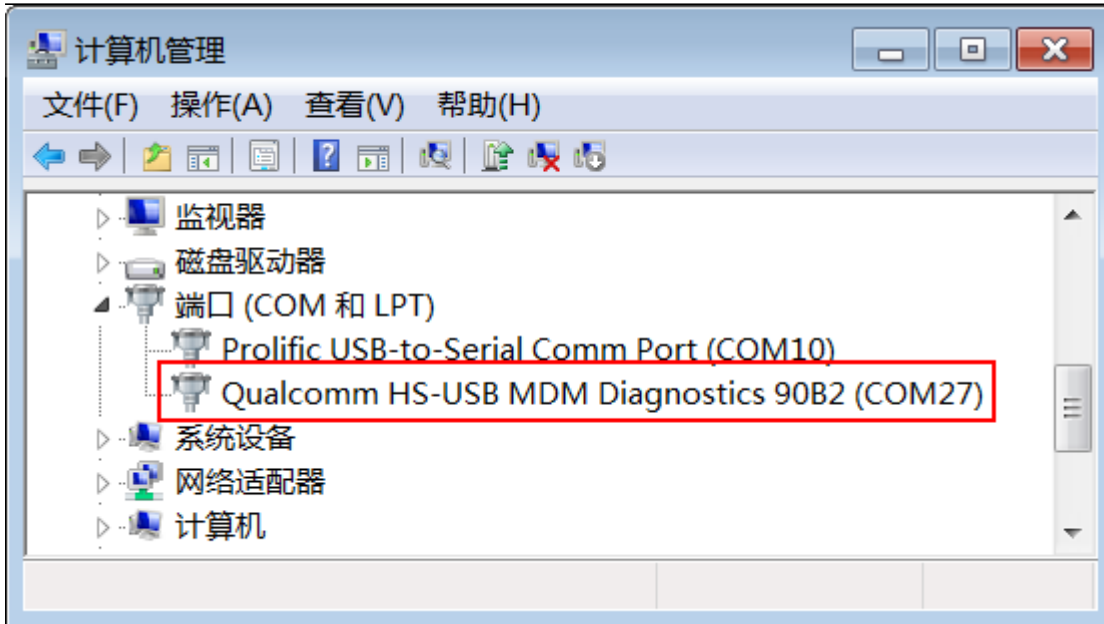 计算机管理
文件(F) 操作(A) 查看(V) 帮助(H)
监视器
磁盘驱动器
端口 (COM 和 LPT)
Prolific USB-to-Serial Comm Port (COM10)
Qualcomm HS-USB MDM Diagnostics 90B2 (COM27)
系统设备
网络适配器
计算机